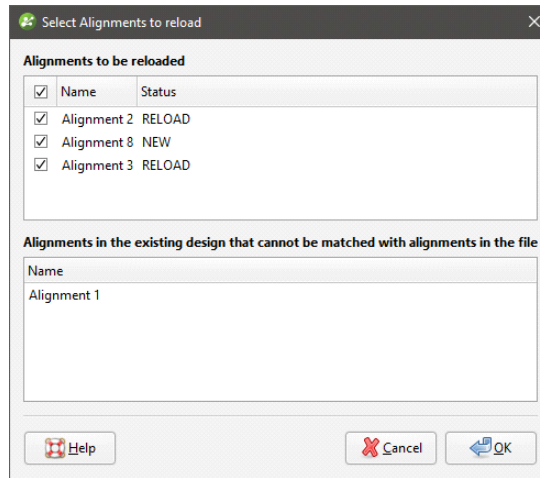 Select Alignments to reload
Alignments to be reloaded
Name Status
Alignment 2 RELOAD
Alignment 8 NEW
Alignment 3 RELOAD
Alignments in the existing design that cannot be matched with alignments in the file
Name
Alignment 1
Help Cancel OK